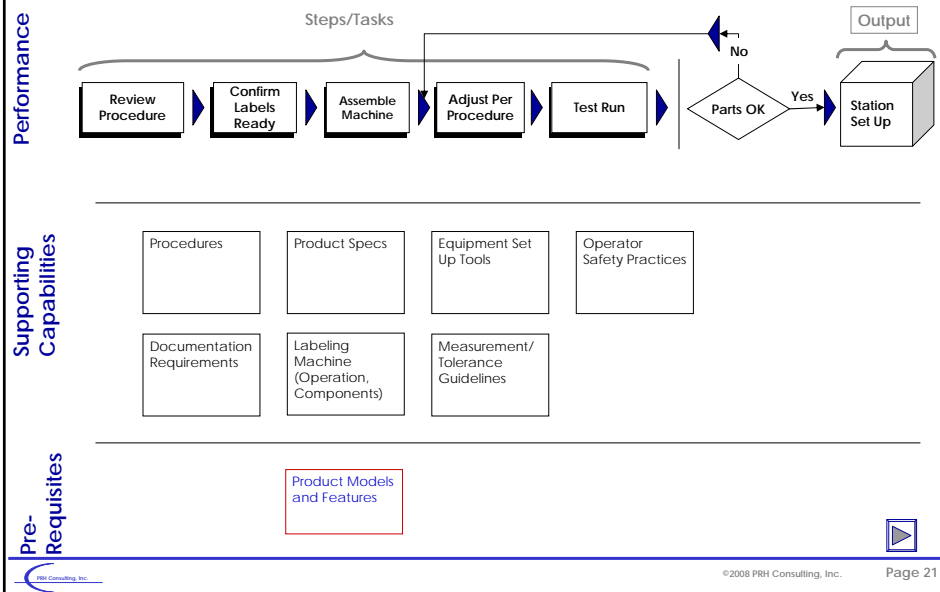 Performance
Steps/Tasks
Output
No
Review
Procedure
Confirm
Labels
Ready
Assemble
Machine
Adjust Per
Procedure
Test Run
Parts OK
Yes
Station
Set Up
Supporting
Capabilities
Procedures
Product Specs
Equipment Set
Up Tools
Operator
Safety Practices
Documentation
Requirements
Labeling
Machine
(Operation,
Components)
Measurement/
Tolerance
Guidelines
Pre-
Requisites
Product Models
and Features
PRH Consulting, Inc.
©2008 PRH Consulting, Inc.
Page 21